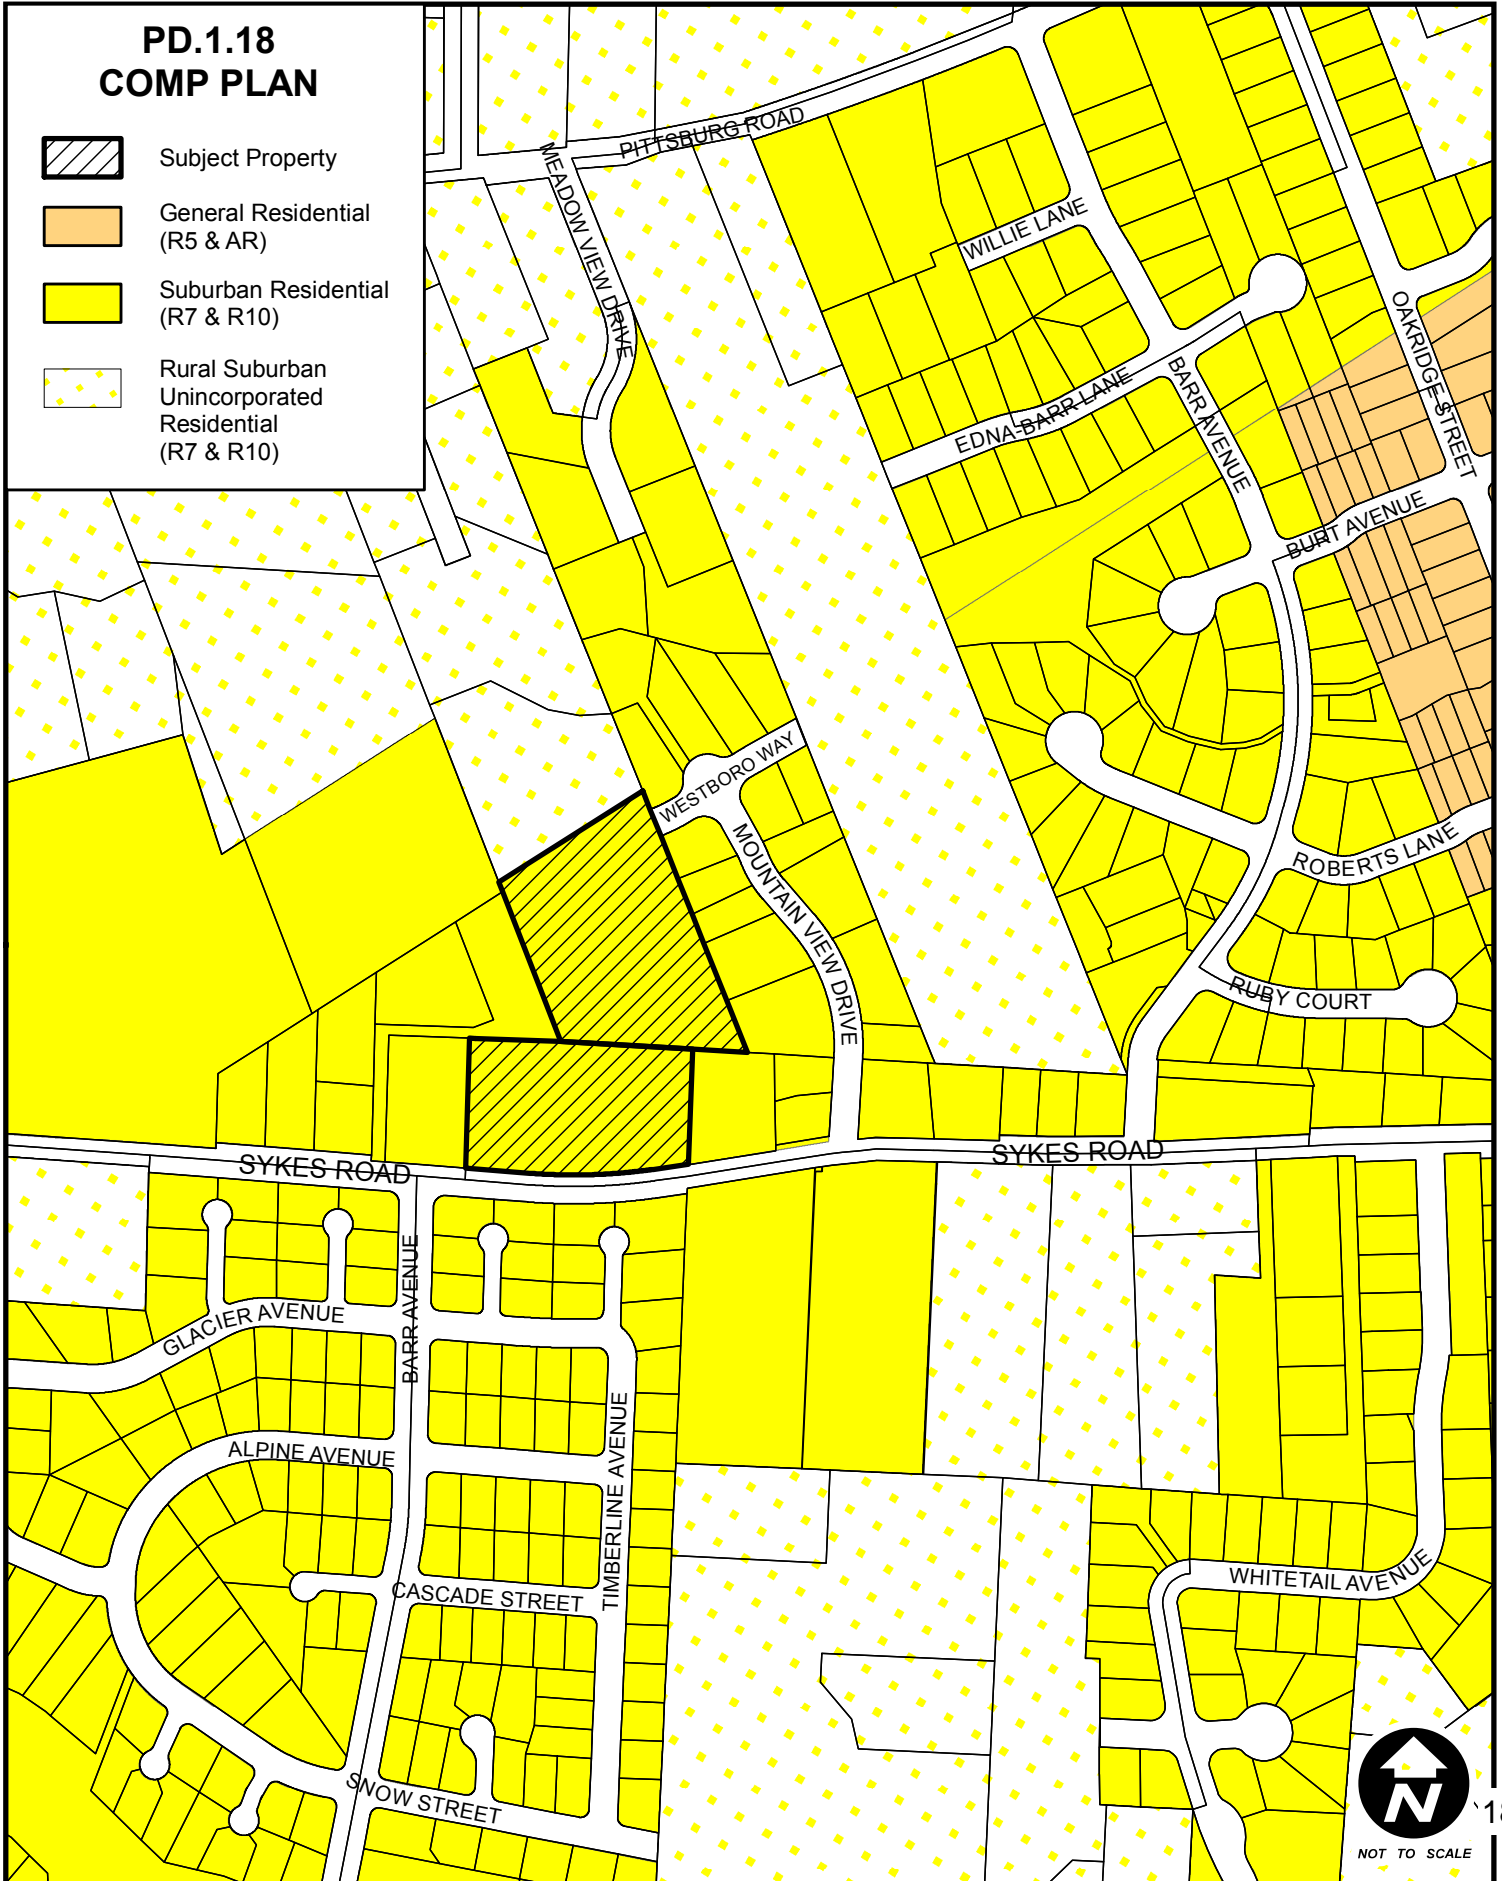 PD.1.18
COMP PLAN
Subject Property
General Residential
(R5 & AR)
Suburban Residential
(R7 & R10)
Rural Suburban
Unincorporated
Residential
(R7 & R10)
PITTSBURG ROAD
MEADOW VIEW DRIVE
WILLIE LANE
OAKRIDGE STREET
EDNA-BARR LANE
BARR AVENUE
BURT AVENUE
WESTBORO WAY
MOUNTAIN VIEW DRIVE
ROBERTS LANE
RUBY COURT
SYKES ROAD
SYKES ROAD
BARR AVENUE
GLACIER AVENUE
ALPINE AVENUE
TIMBERLINE AVENUE
CASCADE STREET
WHITETAIL AVENUE
SNOW STREET
N
NOT TO SCALE